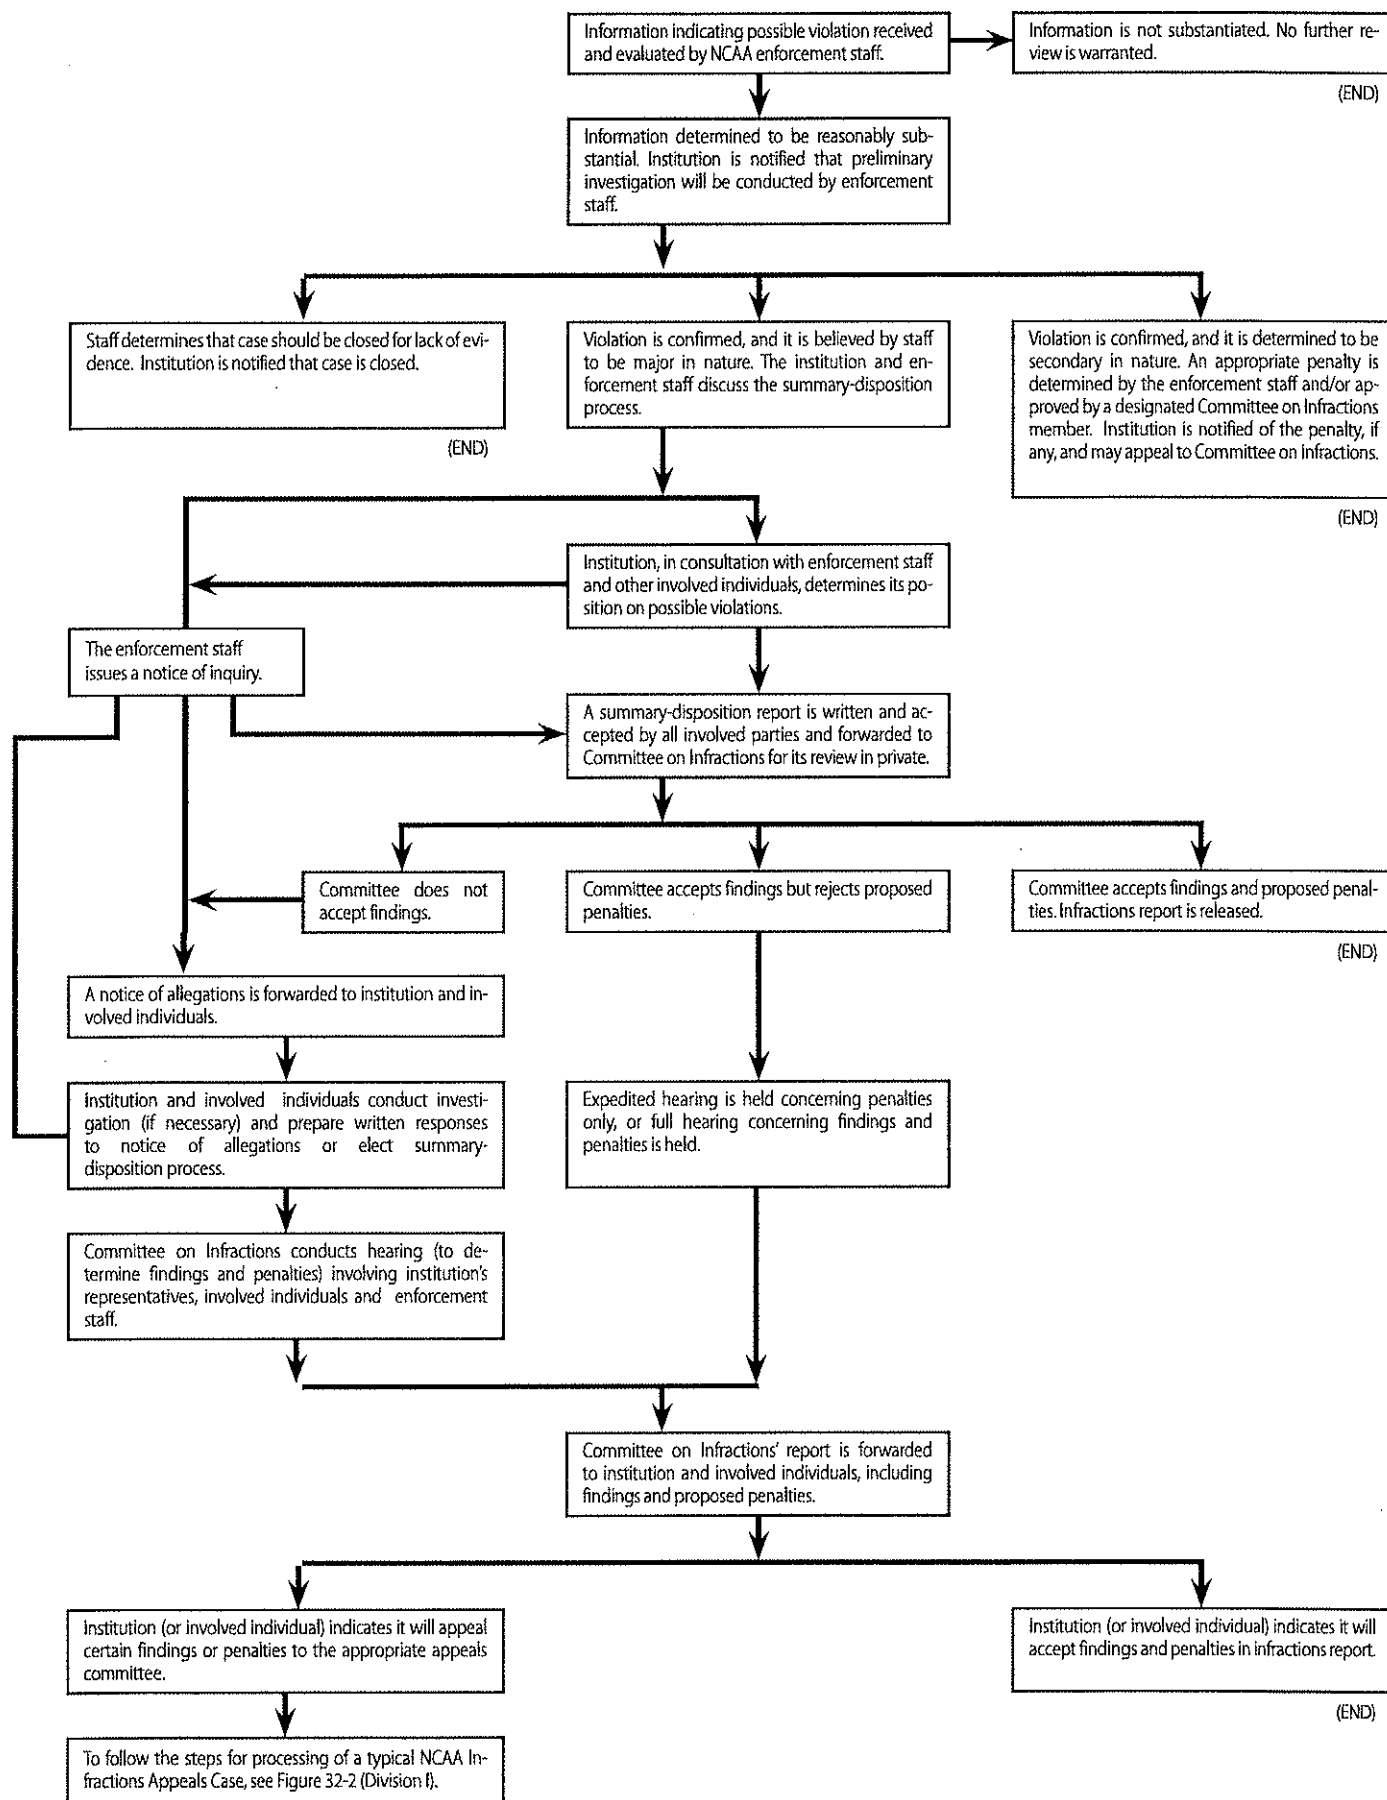 Information indicating possible violation received
and evaluated by NCAA enforcement staff.
Information is not substantiated. No further re-
view is warranted.
(END)
Information determined to be reasonably sub-
stantial. Institution is notified that preliminary
investigation will be conducted by enforcement
staff.
Staff determines that case should be closed for lack of evi-
dence. Institution is notified that case is closed.
(END)
Violation is confirmed, and it is believed by staff
to be major in nature. The institution and en-
forcement staff discuss the summary-disposition
process.
Violation is confirmed, and it is determined to be
secondary in nature. An appropriate penalty is
determined by the enforcement staff and/or ap-
proved by a designated Committee on Infractions
member. Institution is notified of the penalty, if
any, and may appeal to Committee on Infractions.
(END)
Institution, in consultation with enforcement staff
and other involved individuals, determines its po-
sition on possible violations.
The enforcement staff
issues a notice of inquiry.
A summary-disposition report is written and ac-
cepted by all involved parties and forwarded to
Committee on Infractions for its review in private.
Committee does not
accept findings.
Committee accepts findings but rejects proposed
penalties.
Committee accepts findings and proposed penal-
ties. Infractions report is released.
(END)
A notice of allegations is forwarded to institution and in-
volved individuals.
Institution and involved individuals conduct investi-
gation (if necessary) and prepare written responses
to notice of allegations or elect summary-
disposition process.
Expedited hearing is held concerning penalties
only, or full hearing concerning findings and
penalties is held.
Committee on Infractions conducts hearing (to de-
termine findings and penalties) involving institution's
representatives, involved individuals and enforcement
staff.
Committee on Infractions' report is forwarded
to institution and involved individuals, including
findings and proposed penalties.
Institution (or involved individual) indicates it will appeal
certain findings or penalties to the appropriate appeals
committee.
Institution (or involved individual) indicates it will
accept findings and penalties in infractions report.
(END)
To follow the steps for processing of a typical NCAA In-
fractions Appeals Case, see Figure 32-2 (Division I).